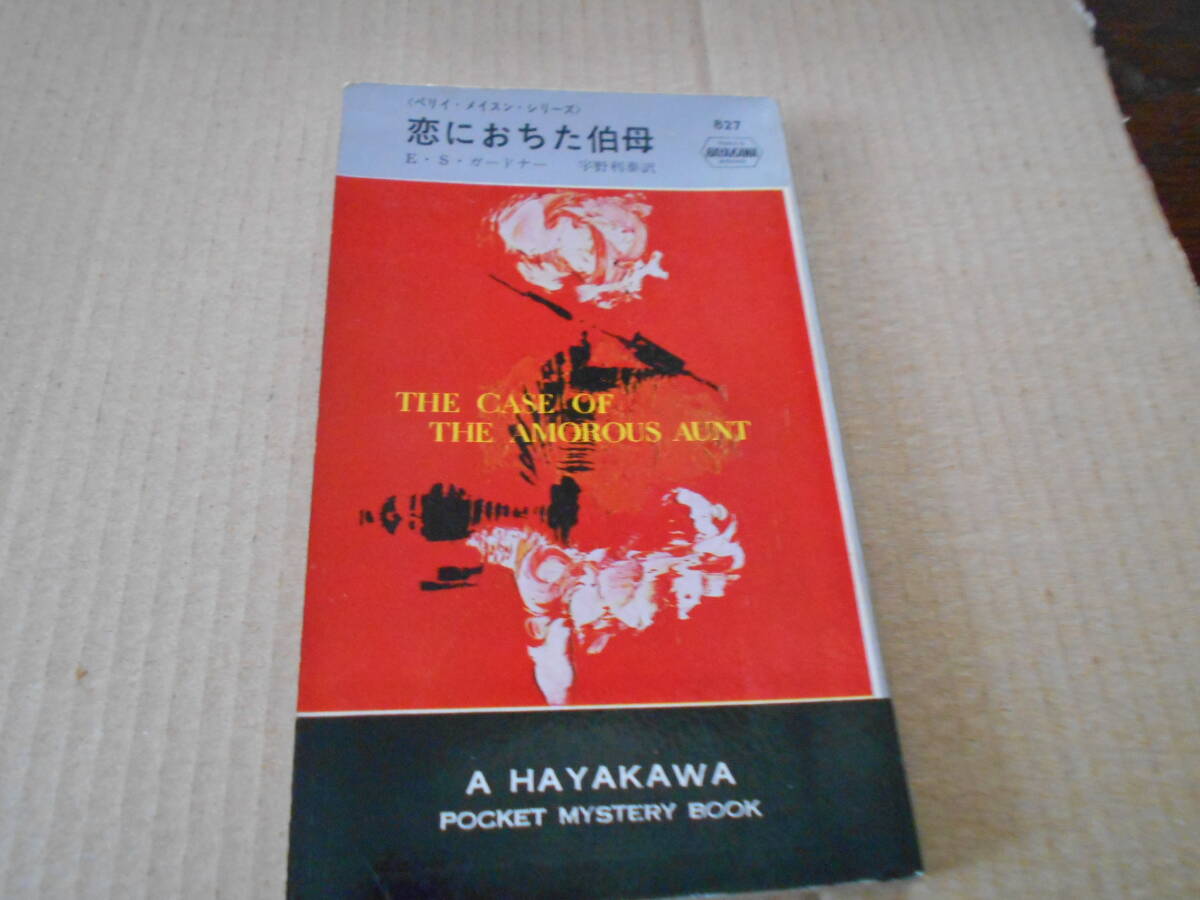 〈ペリイ・メイスン・シリーズ〉
827
恋におちた伯母
HAYAKAWA
E・S・ガードナー 宇野利泰訳
THE CASE OF
THE AMOROUS AUNT
A HAYAKAWA
POCKET MYSTERY BOOK